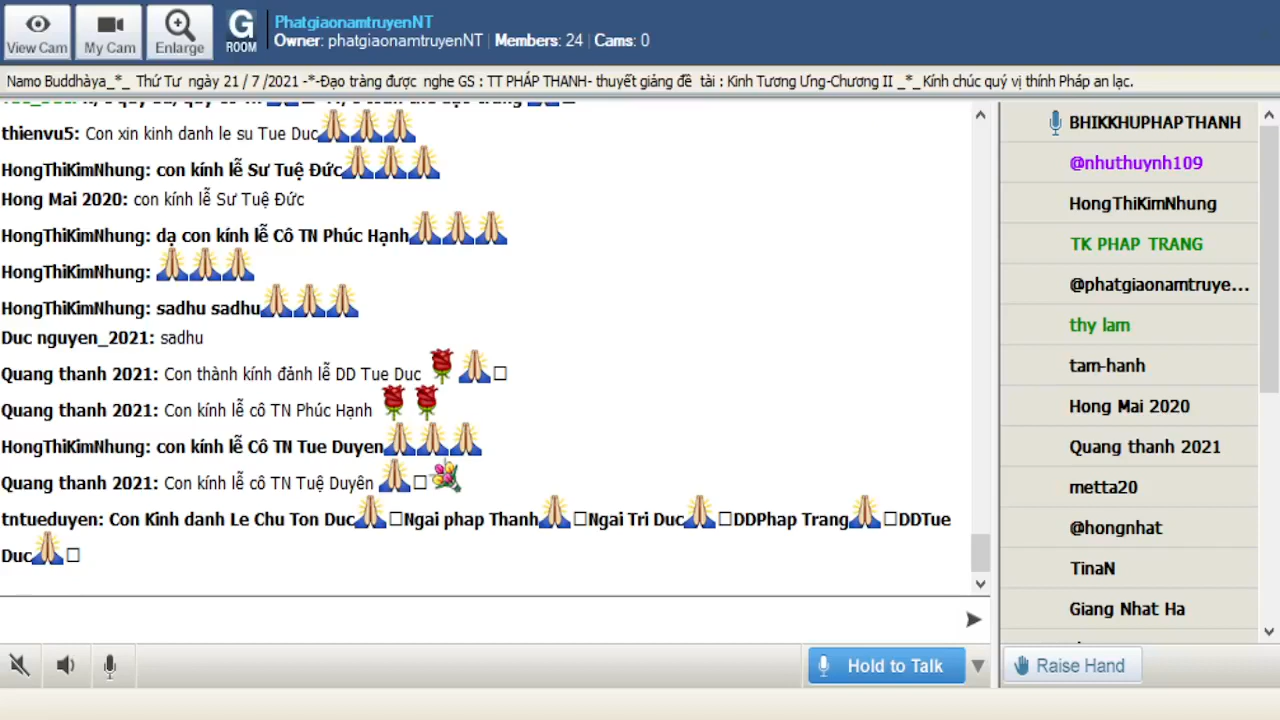 View Cam
My Cam
Enlarge
G
ROOM
PhatgiaonamtruyenNT
Owner: phatgiaonamtruyenNT | Members: 24 | Cams: 0
Namo Buddhàya_*_ Thứ Tư ngày 21 / 7 /2021 -*-Đạo tràng được nghe GS : TT PHÁP THANH- thuyết giảng đề tài : Kinh Tương Ưng-Chương II _*_Kính chúc quý vị thính Pháp an lạc.
thienvu5: Con xin kinh danh le su Tue Duc
HongThiKimNhung: con kính lễ Sư Tuệ Đức
Hong Mai 2020: con kính lễ Sư Tuệ Đức
HongThiKimNhung: dạ con kính lễ Cô TN Phúc Hạnh
HongThiKimNhung:
HongThiKimNhung: sadhu sadhu
Duc nguyen_2021: sadhu
Quang thanh 2021: Con thành kính đảnh lễ DD Tue Duc
Quang thanh 2021: Con kính lễ cô TN Phúc Hạnh
HongThiKimNhung: con kính lễ Cô TN Tue Duyen
Quang thanh 2021: Con kính lễ cô TN Tuệ Duyên
tntueduyen: Con Kinh danh Le Chu Ton Duc Ngai phap Thanh Ngai Tri Duc DDPhap Trang DDTue
Duc
Hold to Talk
BHIKKHUPHAPTHANH
@nhuthuynh109
HongThiKimNhung
TK PHAP TRANG
@phatgiaonamtruye...
thy lam
tam-hanh
Hong Mai 2020
Quang thanh 2021
metta20
@hongnhat
TinaN
Giang Nhat Ha
Raise Hand